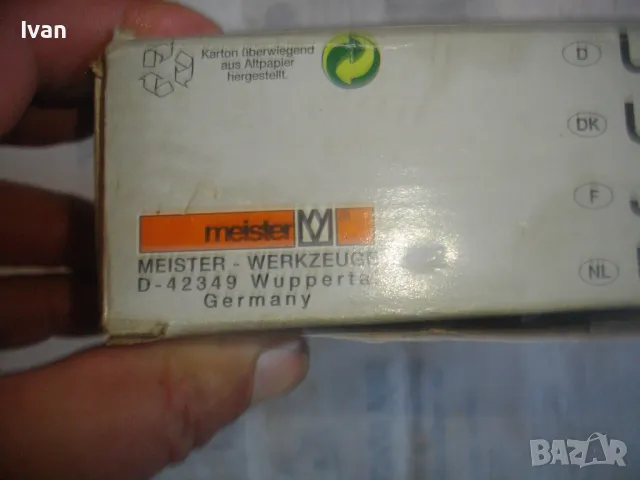 Ivan
Karton überwiegend
aus Altpapier
hergestellt.
D
DK
F
NL
meister
MEISTER - WERKZEUGE
D-42349 Wupperta
Germany
BAZAR